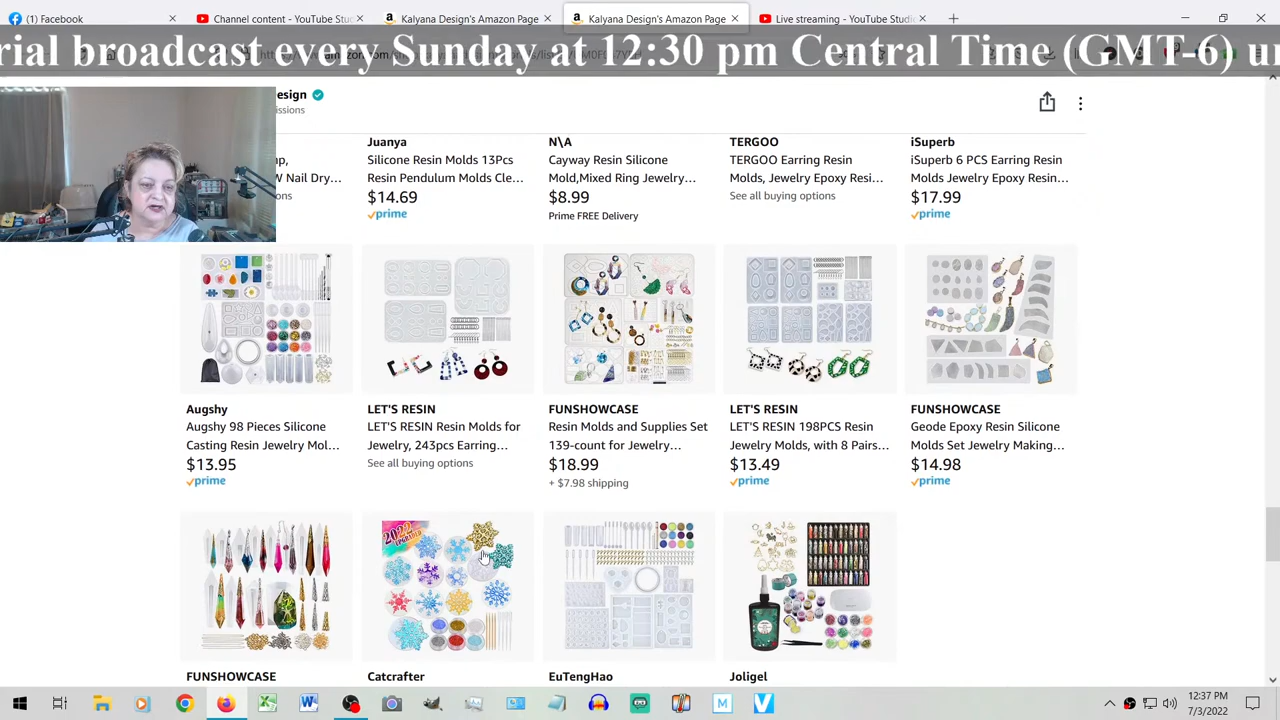 (1) Facebook
Channel content - YouTube Studio
Kalyana Design's Amazon Page
Kalyana Design's Amazon Page
Live streaming - YouTube Studio
rial broadcast every Sunday at 12:30 pm Central Time (GMT-6) u
esign
issions
Juanya
N\A
TERGOO
iSuperb
Silicone Resin Molds 13Pcs
Cayway Resin Silicone
TERGOO Earring Resin
iSuperb 6 PCS Earring Resin
W Nail Dry...
Resin Pendulum Molds Cle...
Mold,Mixed Ring Jewelry...
Molds, Jewelry Epoxy Resi...
Molds Jewelry Epoxy Resin...
ons
$14.69
$8.99
See all buying options
$17.99
prime
Prime FREE Delivery
prime
Augshy
LET'S RESIN
FUNSHOWCASE
LET'S RESIN
FUNSHOWCASE
Augshy 98 Pieces Silicone
LET'S RESIN Resin Molds for
Resin Molds and Supplies Set
LET'S RESIN 198PCS Resin
Geode Epoxy Resin Silicone
Casting Resin Jewelry Mol...
Jewelry, 243pcs Earring...
139-count for Jewelry...
Jewelry Molds, with 8 Pairs...
Molds Set Jewelry Making...
$13.95
See all buying options
$18.99
$13.49
$14.98
prime
+ $7.98 shipping
prime
prime
2022
FUNSHOWCASE
Catcrafter
EuTengHao
Joligel
12:37 PM
7/3/2022